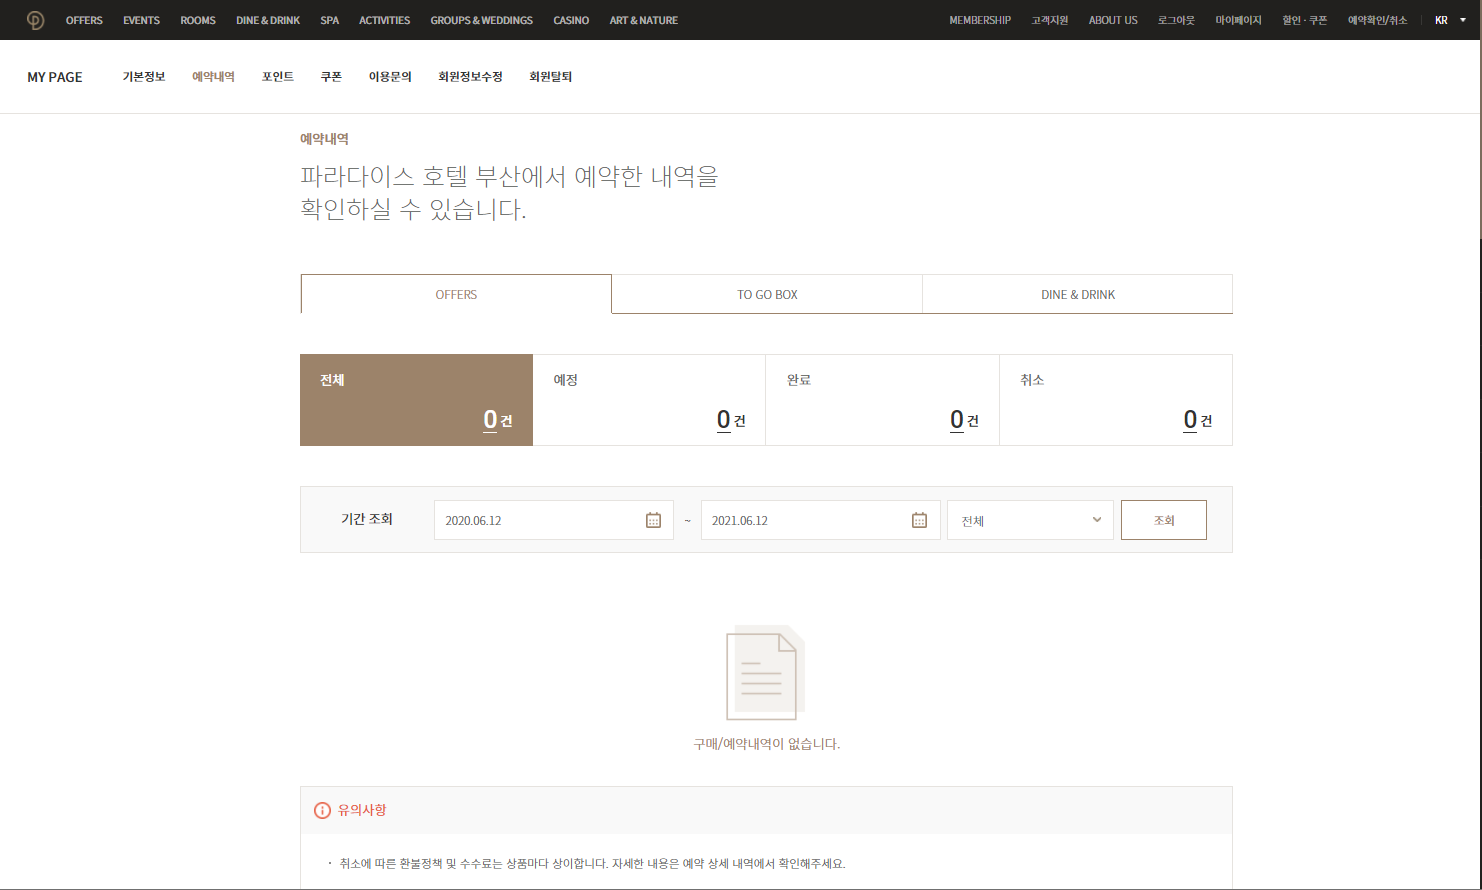 OFFERS EVENTS ROOMS DINE & DRINK SPA ACTIVITIES GROUPS & WEDDINGS CASINO ART & NATURE MEMBERSHIP 고객지원 ABOUT US 로그아웃 마이페이지 할인 · 쿠폰 예약확인/취소 KR
MY PAGE 기본정보 예약내역 포인트 쿠폰 이용문의 회원정보수정 회원탈퇴
예약내역
파라다이스 호텔 부산에서 예약한 내역을
확인하실 수 있습니다.
OFFERS TO GO BOX DINE & DRINK
전체 예정 완료 취소
0 건 0 건 0 건 0 건
기간 조회 2020.06.12 ~ 2021.06.12 전체 조회
구매/예약내역이 없습니다.
유의사항
· 취소에 따른 환불정책 및 수수료는 상품마다 상이합니다. 자세한 내용은 예약 상세 내역에서 확인해주세요.